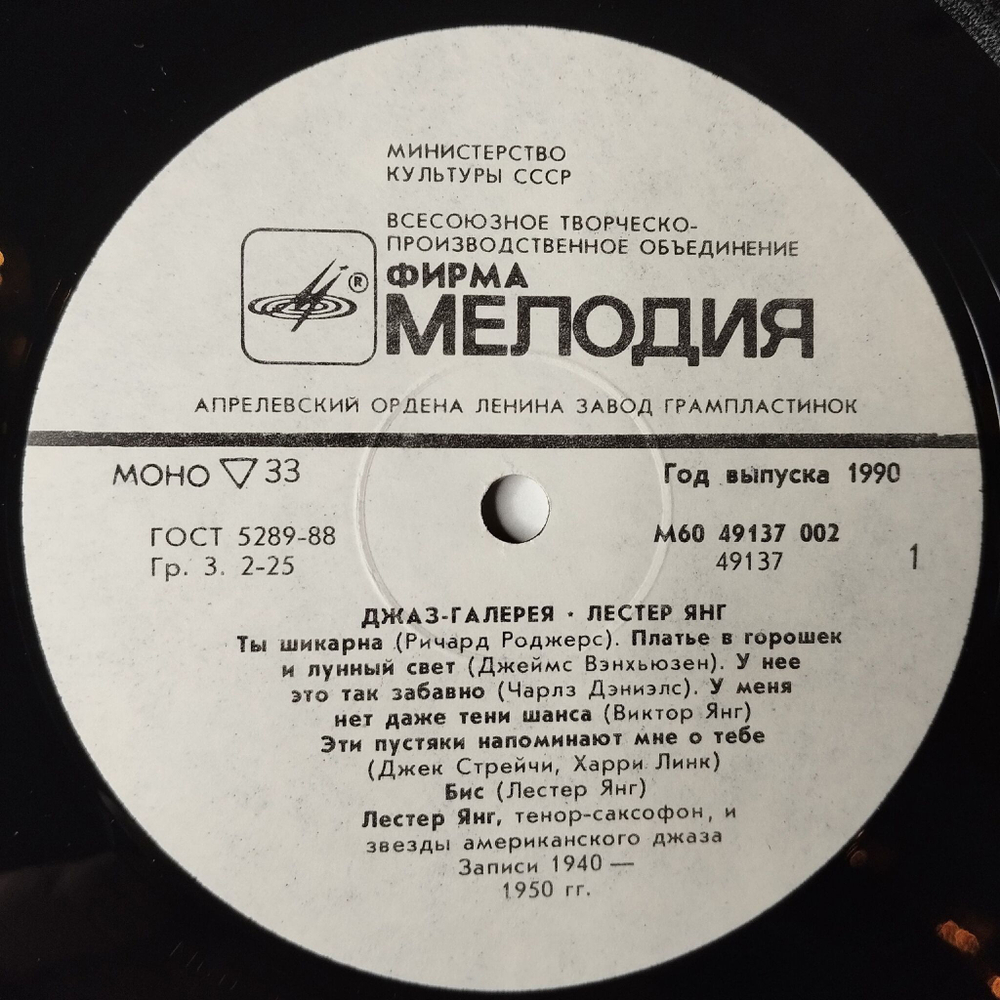 МИНИСТЕРСТВО
КУЛЬТУРЫ СССР
ВСЕСОЮЗНОЕ ТВОРЧЕСКО-
ПРОИЗВОДСТВЕННОЕ ОБЪЕДИНЕНИЕ
®
ФИРМА
МЕЛОДИЯ
АПРЕЛЕВСКИЙ ОРДЕНА ЛЕНИНА ЗАВОД ГРАМПЛАСТИНОК
МОНО ▽ 33
Год выпуска 1990
ГОСТ 5289-88
М60 49137 002
Гр. 3. 2-25
49137
1
ДЖАЗ-ГАЛЕРЕЯ · ЛЕСТЕР ЯНГ
Ты шикарна (Ричард Роджерс). Платье в горошек
и лунный свет (Джеймс Вэнхьюзен). У нее
это так забавно (Чарлз Дэниэлс). У меня
нет даже тени шанса (Виктор Янг)
Эти пустяки напоминают мне о тебе
(Джек Стрейчи, Харри Линк)
Бис (Лестер Янг)
Лестер Янг, тенор-саксофон, и
звезды американского джаза
Записи 1940 —
1950 гг.